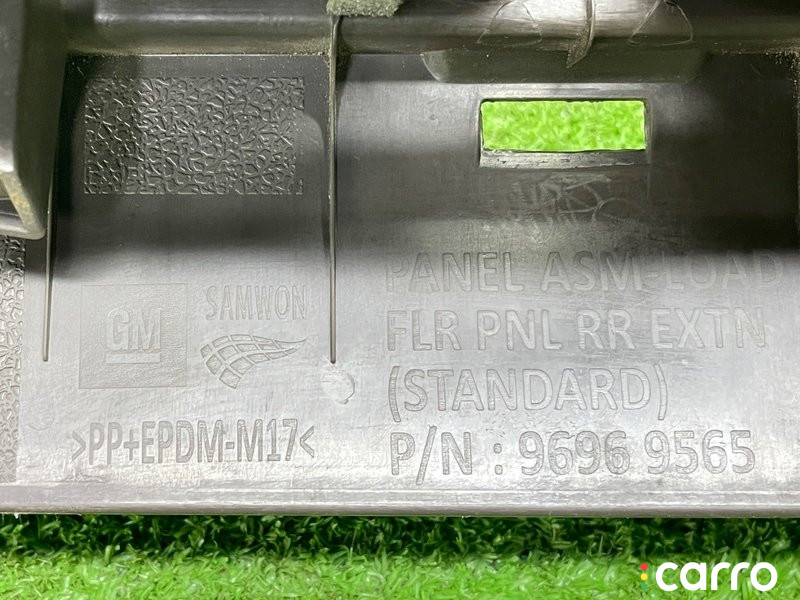 PANEL ASM-LOAD
FLR PNL RR EXTN
(STANDARD)
P/N : 9696 9565
GM
SAMWON
>PP+EPDM-M17<
carro